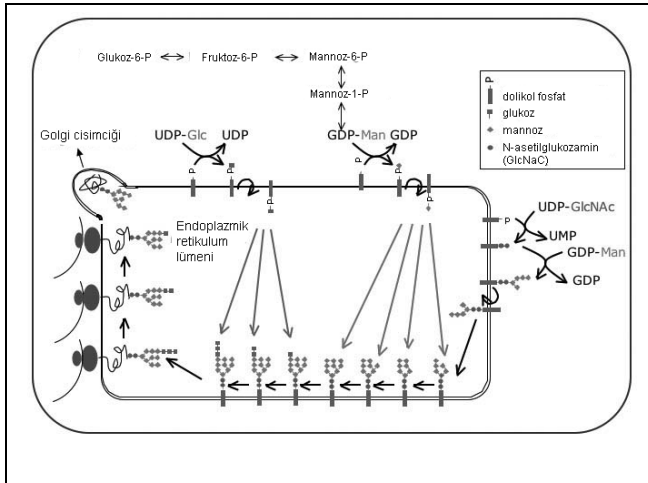 Glukoz-6-P Fruktoz-6-P Mannoz-6-P
Mannoz-1-P
P
dolikol fosfat
glukoz
mannoz
N-asetilglukozamin
(GlcNaC)
Golgi cisimciği
UDP-Glc UDP
GDP-Man GDP
P P P P
P P P P
UDP-GlcNAc
UMP
GDP-Man
GDP
Endoplazmik
retikulum
lümeni